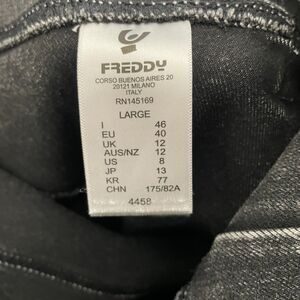 FREDDY
CORSO BUENOS AIRES 20
20121 MILANO
ITALY
RN145169
LARGE
I 46
EU 40
UK 12
AUS/NZ 12
US 8
JP 13
KR 77
CHN 175/82A
4458